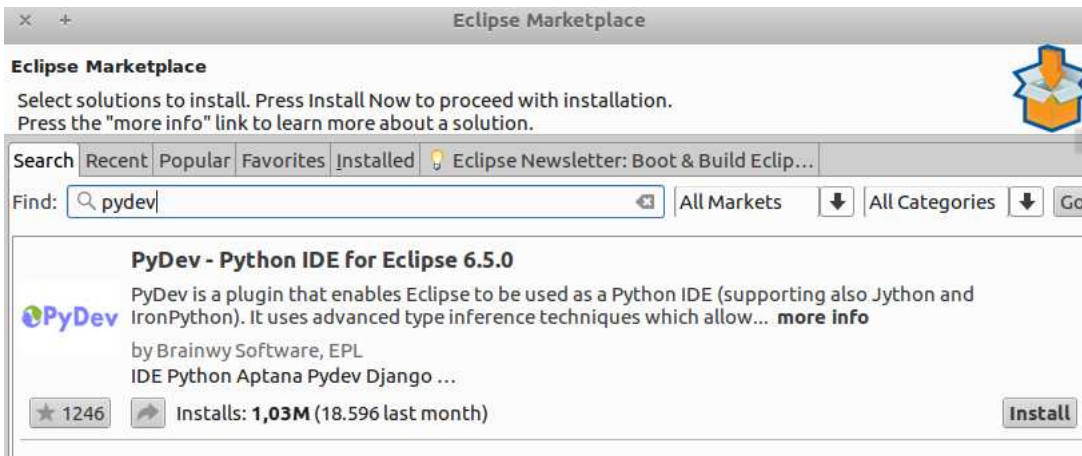 Eclipse Marketplace
Eclipse Marketplace
Select solutions to install. Press Install Now to proceed with installation.
Press the "more info" link to learn more about a solution.
Search Recent Popular Favorites Installed Eclipse Newsletter: Boot & Build Eclip...
Find: pydev All Markets All Categories Go
PyDev - Python IDE for Eclipse 6.5.0
PyDev is a plugin that enables Eclipse to be used as a Python IDE (supporting also Jython and
PyDev IronPython). It uses advanced type inference techniques which allow... more info
by Brainwy Software, EPL
IDE Python Aptana Pydev Django ...
1246 Installs: 1,03M (18.596 last month) Install